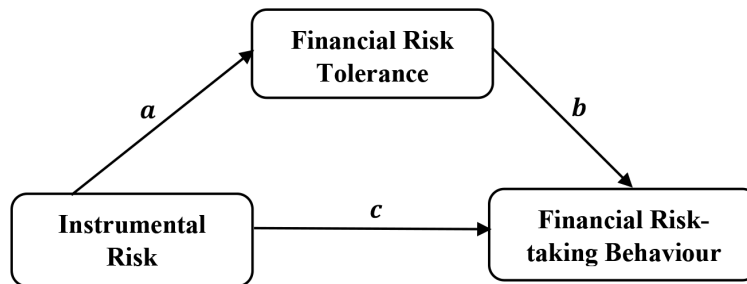 Financial Risk
Tolerance
a
b
Instrumental
Risk
c
Financial Risk-
taking Behaviour